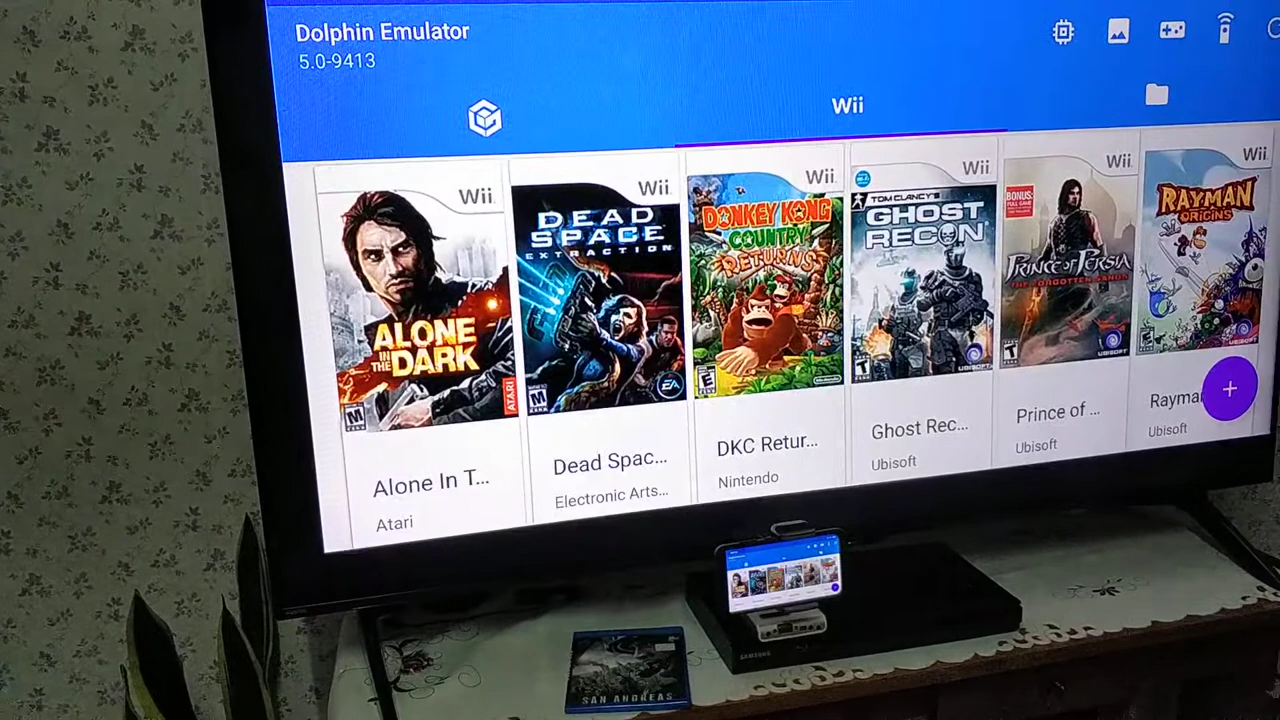 Dolphin Emulator
5.0-9413
Wii
Wii
ALONE
IN THE
DARK
ATARI
M
Alone In T...
Atari
Wii
DEAD
SPACE
EXTRACTION
M
EA
Dead Spac...
Electronic Arts...
Wii
DONKEY KONG
COUNTRY
RETURNS
E
Nintendo
DKC Retur...
Nintendo
Wii
TOM CLANCY'S
GHOST
RECON
T
UBISOFT
Ghost Rec...
Ubisoft
Wii
BONUS:
PRINCE OF PERSIA
THE FORGOTTEN SANDS
T
UBISOFT
Prince of ...
Ubisoft
Wii
RAYMAN
ORIGINS
E
UBISOFT
Rayma
Ubisoft
+
SAMSUNG
SAN ANDREAS